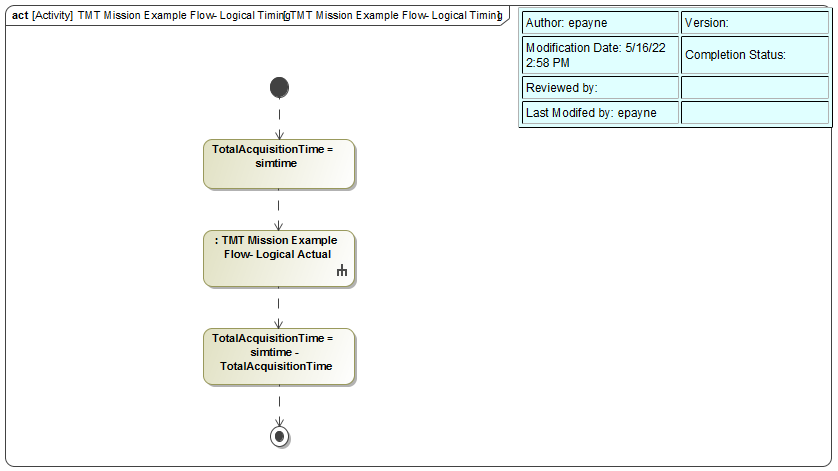 act [Activity] TMT Mission Example Flow- Logical Timing[ TMT Mission Example Flow- Logical Timing]
Author: epayne
Version:
Modification Date: 5/16/22
2:58 PM
Completion Status:
Reviewed by:
Last Modifed by: epayne
TotalAcquisitionTime =
simtime
: TMT Mission Example
Flow- Logical Actual
TotalAcquisitionTime =
simtime -
TotalAcquisitionTime